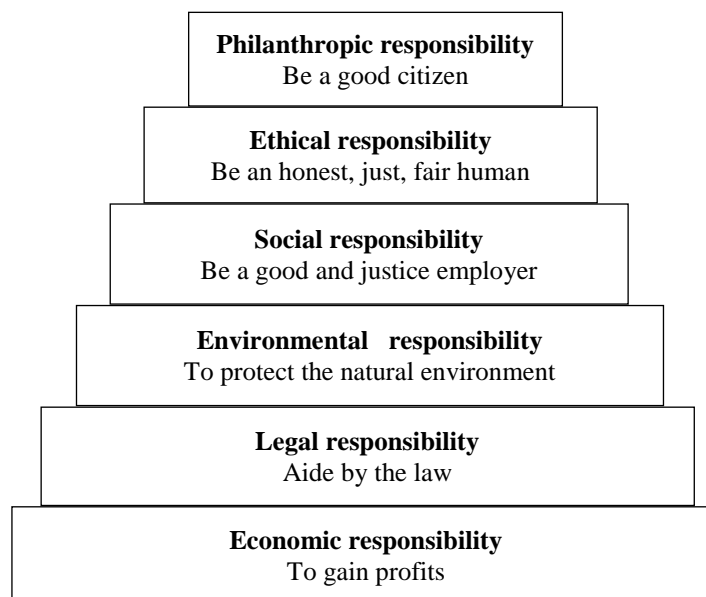 Philanthropic responsibility
Be a good citizen
Ethical responsibility
Be an honest, just, fair human
Social responsibility
Be a good and justice employer
Environmental responsibility
To protect the natural environment
Legal responsibility
Aide by the law
Economic responsibility
To gain profits